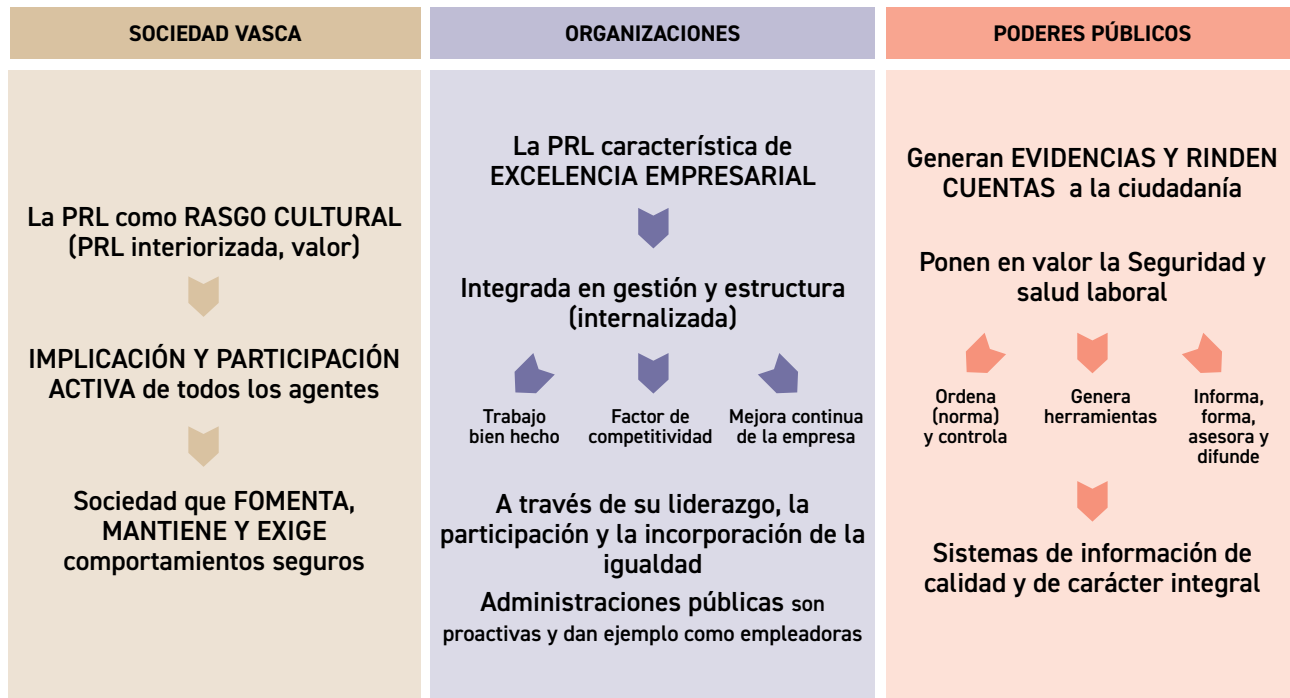 SOCIEDAD VASCA
La PRL como RASGO CULTURAL
(PRL interiorizada, valor)
IMPLICACIÓN Y PARTICIPACIÓN
ACTIVA de todos los agentes
Sociedad que FOMENTA,
MANTIENE Y EXIGE
comportamientos seguros
ORGANIZACIONES
La PRL característica de
EXCELENCIA EMPRESARIAL
Integrada en gestión y estructura
(internalizada)
Trabajo
bien hecho
Factor de
competitividad
Mejora continua
de la empresa
A través de su liderazgo, la
participación y la incorporación de la
igualdad
Administraciones públicas son
proactivas y dan ejemplo como empleadoras
PODERES PÚBLICOS
Generan EVIDENCIAS Y RINDEN
CUENTAS a la ciudadanía
Ponen en valor la Seguridad y
salud laboral
Ordena
(norma)
y controla
Genera
herramientas
Informa,
forma,
asesora y
difunde
Sistemas de información de
calidad y de carácter integral